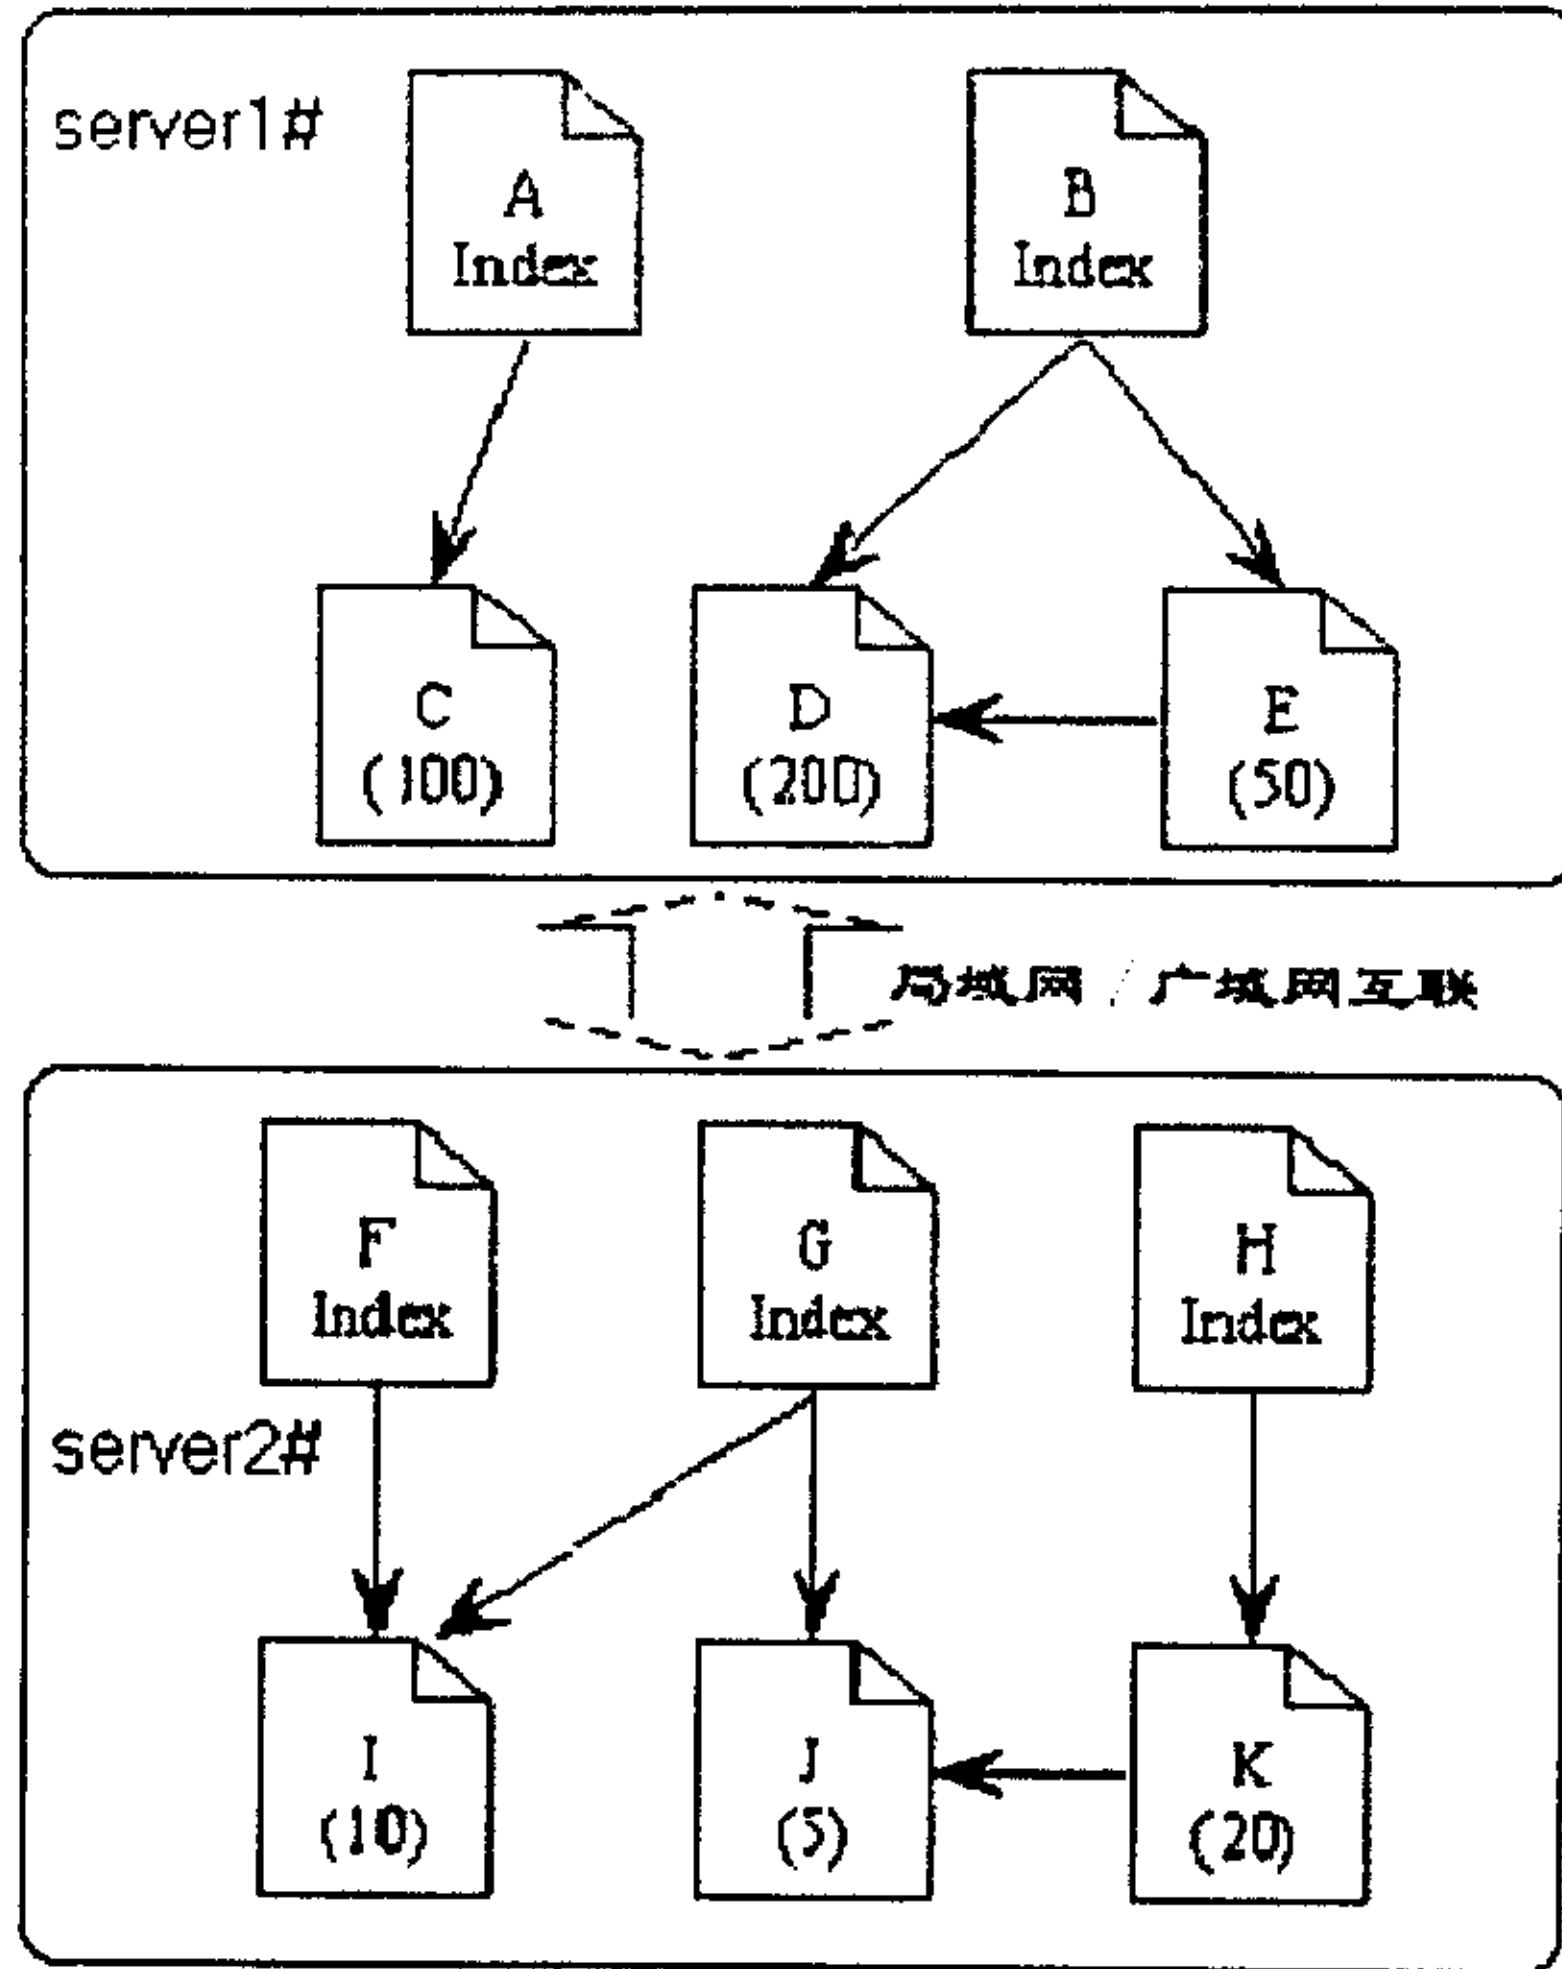 server1#
A
Index
B
Index
C
(100)
D
(200)
E
(50)
局域网 / 广域网互联
F
Index
G
Index
H
Index
server2#
I
(10)
J
(5)
K
(20)